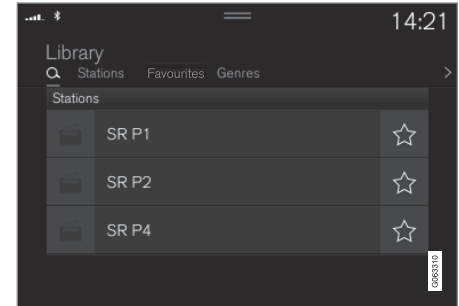 14:21
Library
Stations Favourites Genres
Stations
SR P1
SR P2
SR P4
G063310